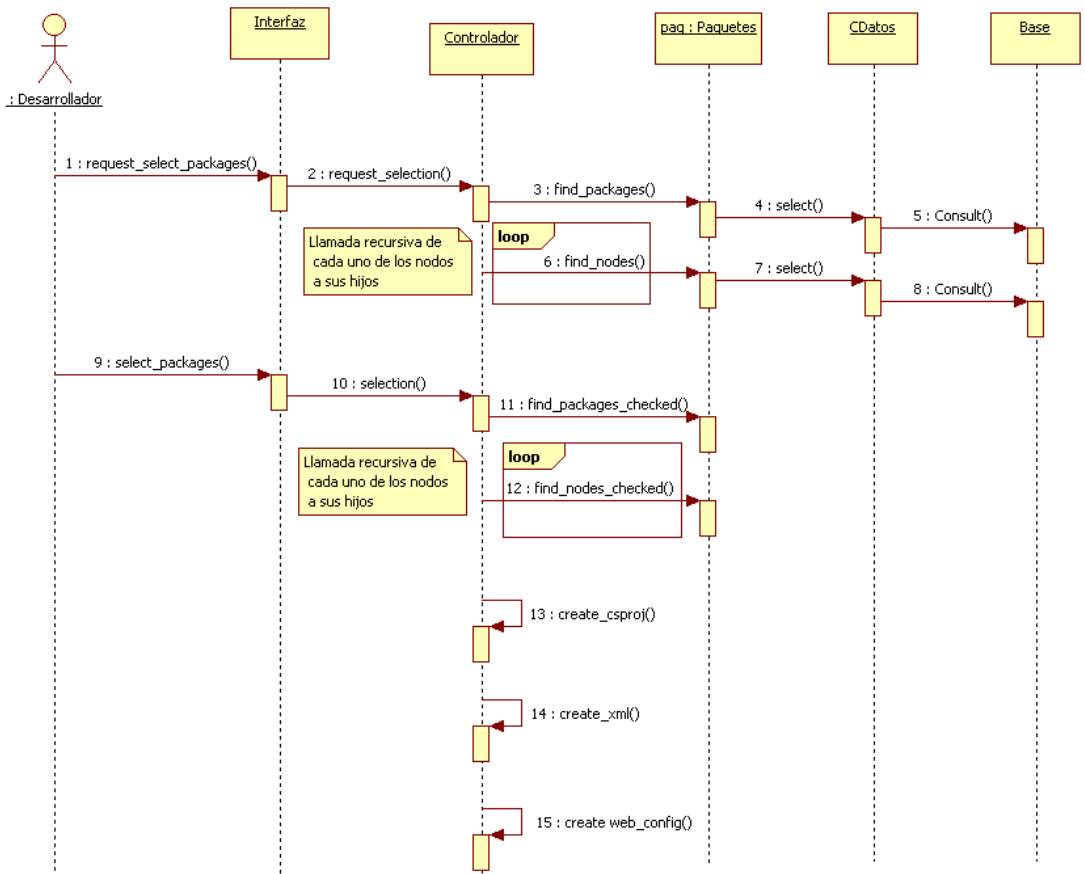 Interfaz
Controlador
paq : Paquetes
CDatos
Base
: Desarrollador
1 : request_select_packages()
2 : request_selection()
3 : find_packages()
4 : select()
5 : Consult()
Llamada recursiva de
cada uno de los nodos
a sus hijos
loop
6 : find_nodes()
7 : select()
8 : Consult()
9 : select_packages()
10 : selection()
11 : find_packages_checked()
Llamada recursiva de
cada uno de los nodos
a sus hijos
loop
12 : find_nodes_checked()
13 : create_csproj()
14 : create_xml()
15 : create web_config()